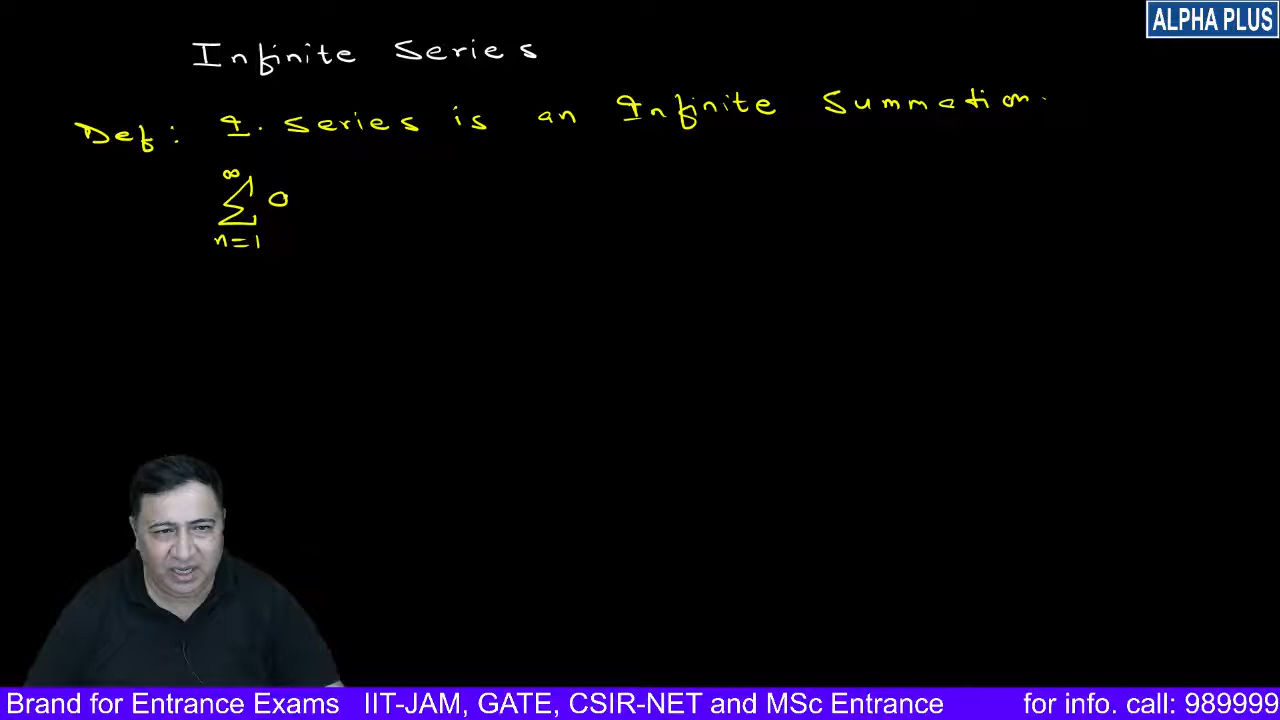 ALPHA PLUS
Infinite Series
Def: I. Series is an Infinite Summation.
∞
∑ 0
n=1
Brand for Entrance Exams IIT-JAM, GATE, CSIR-NET and MSc Entrance for info. call: 989999